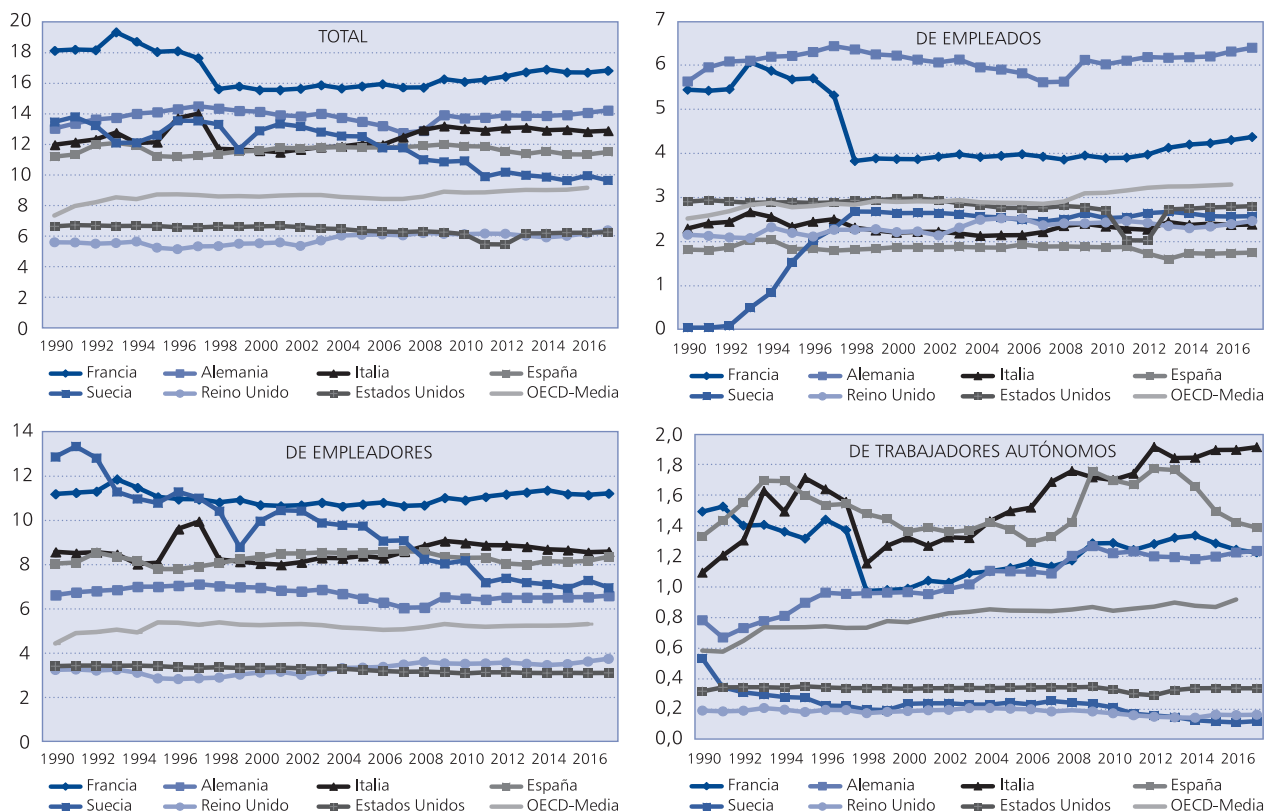 TOTAL
20
18
16
14
12
10
8
6
4
2
0
1990 1992 1994 1996 1998 2000 2002 2004 2006 2008 2010 2012 2014 2016
Francia Alemania Italia España
Suecia Reino Unido Estados Unidos OECD-Media
DE EMPLEADOS
7
6
5
4
3
2
1
0
1990 1992 1994 1996 1998 2000 2002 2004 2006 2008 2010 2012 2014 2016
Francia Alemania Italia España
Suecia Reino Unido Estados Unidos OECD-Media
DE EMPLEADORES
14
12
10
8
6
4
2
0
1990 1992 1994 1996 1998 2000 2002 2004 2006 2008 2010 2012 2014 2016
Francia Alemania Italia España
Suecia Reino Unido Estados Unidos OECD-Media
DE TRABAJADORES AUTÓNOMOS
2,0
1,8
1,6
1,4
1,2
1,0
0,8
0,6
0,4
0,2
0,0
1990 1992 1994 1996 1998 2000 2002 2004 2006 2008 2010 2012 2014 2016
Francia Alemania Italia España
Suecia Reino Unido Estados Unidos OECD-Media